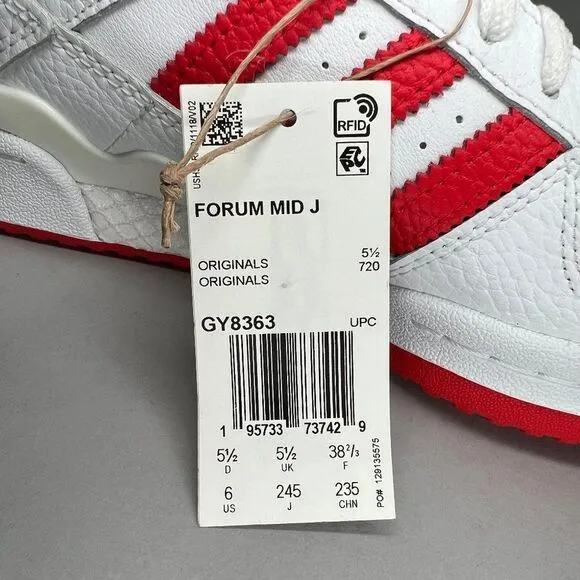 RFID
EPC
FORUM MID J
5½
ORIGINALS 720
ORIGINALS
GY8363 UPC
1 95733 73742 9
5½ 5½ 38²/₃
D UK F
6 245 235
US J CHN
PO# 129135575